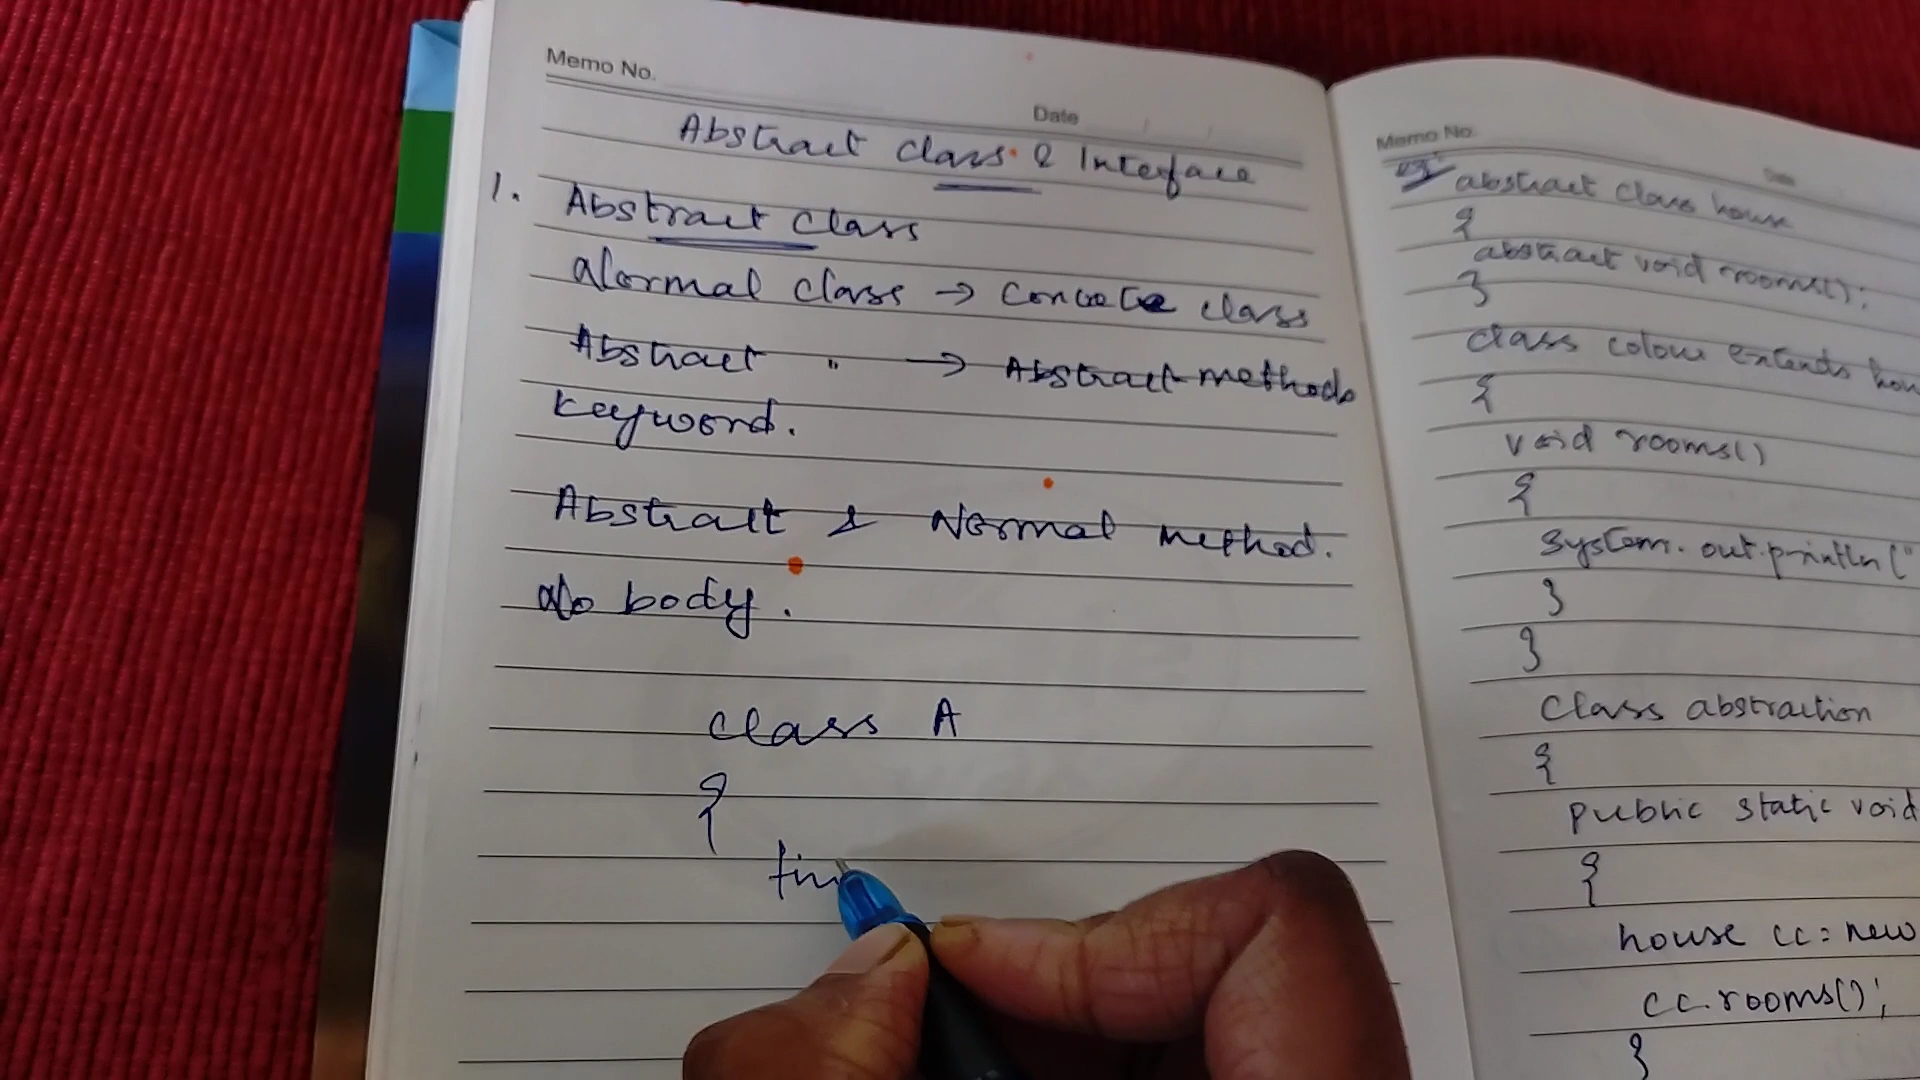 Memo No.
Date
Abstract class & Interface
1. Abstract Class
Normal class → Concrete class
Abstract " → Abstract methods
Keyword.
Abstract & Normal method.
No body.
class A
{
Memo No.
Date
abstract class house
{
abstract void rooms();
}
class colour extends
{
void rooms()
{
System.out.println("
}
}
class abstraction
{
public static void
{
house cc = new
cc.rooms();
}